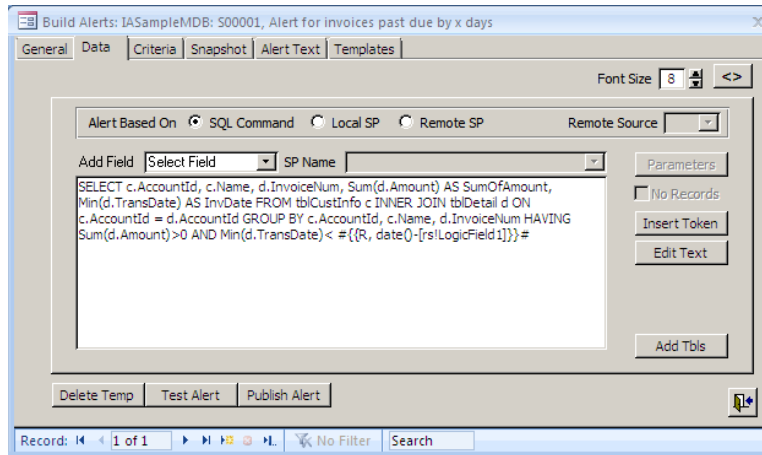 Build Alerts: IASampleMDB: S00001, Alert for invoices past due by x days
General Data Criteria Snapshot Alert Text Templates
Font Size 8 <>
Alert Based On SQL Command Local SP Remote SP Remote Source
Add Field Select Field SP Name Parameters
SELECT c.AccountId, c.Name, d.InvoiceNum, Sum(d.Amount) AS SumOfAmount,
Min(d.TransDate) AS InvDate FROM tblCustInfo c INNER JOIN tblDetail d ON
c.AccountId = d.AccountId GROUP BY c.AccountId, c.Name, d.InvoiceNum HAVING
Sum(d.Amount)>0 AND Min(d.TransDate)< #{{R, date()-[rs!LogicField1]}}#
No Records
Insert Token
Edit Text
Add Tbls
Delete Temp Test Alert Publish Alert
Record: 1 of 1 No Filter Search